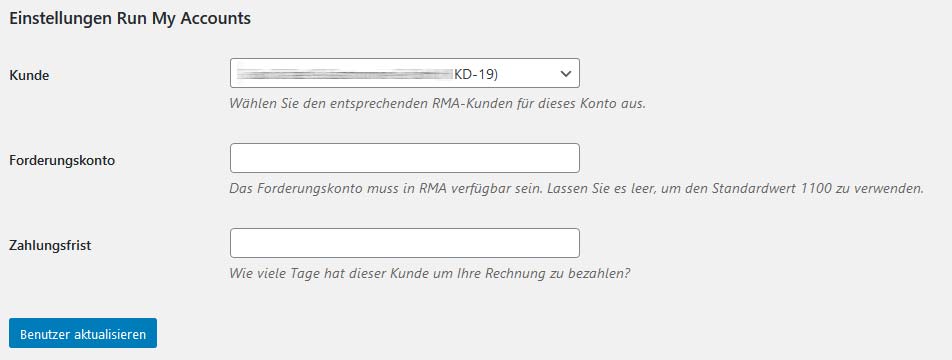 Einstellungen Run My Accounts
Kunde
KD-19)
Wählen Sie den entsprechenden RMA-Kunden für dieses Konto aus.
Forderungskonto
Das Forderungskonto muss in RMA verfügbar sein. Lassen Sie es leer, um den Standardwert 1100 zu verwenden.
Zahlungsfrist
Wie viele Tage hat dieser Kunde um Ihre Rechnung zu bezahlen?
Benutzer aktualisieren